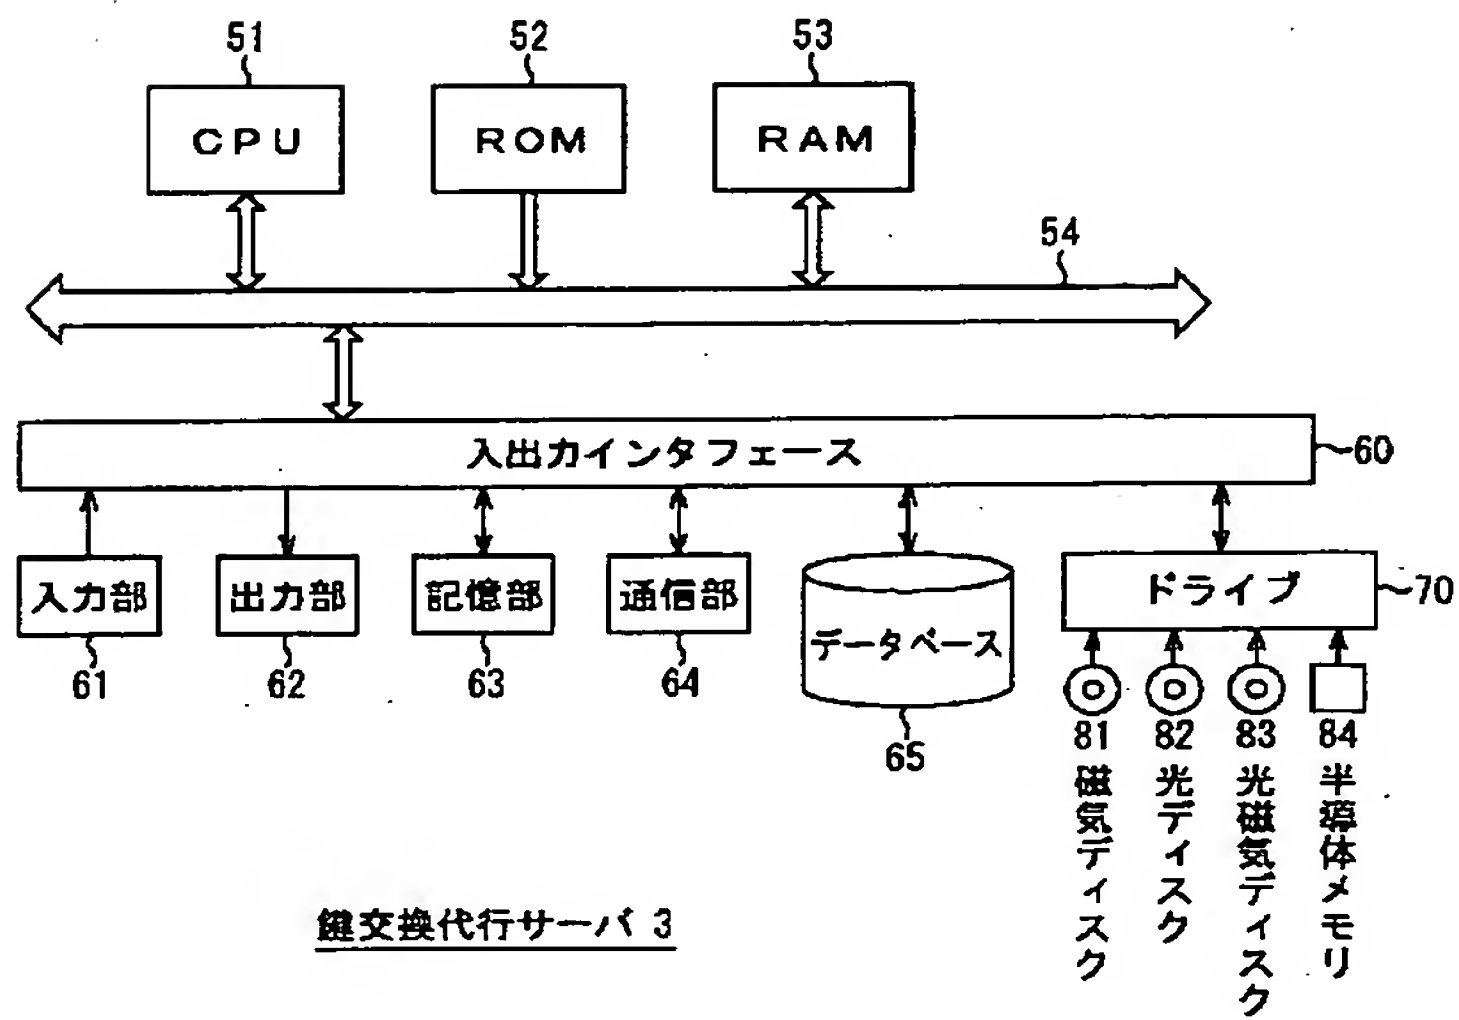 51
52
53
CPU
ROM
RAM
54
入出力インタフェース
60
入力部
出力部
記憶部
通信部
データベース
ドライブ
70
61
62
63
64
65
81
82
83
84
磁気ディスク
光ディスク
光磁気ディスク
半導体メモリ
鍵交換代行サーバ 3